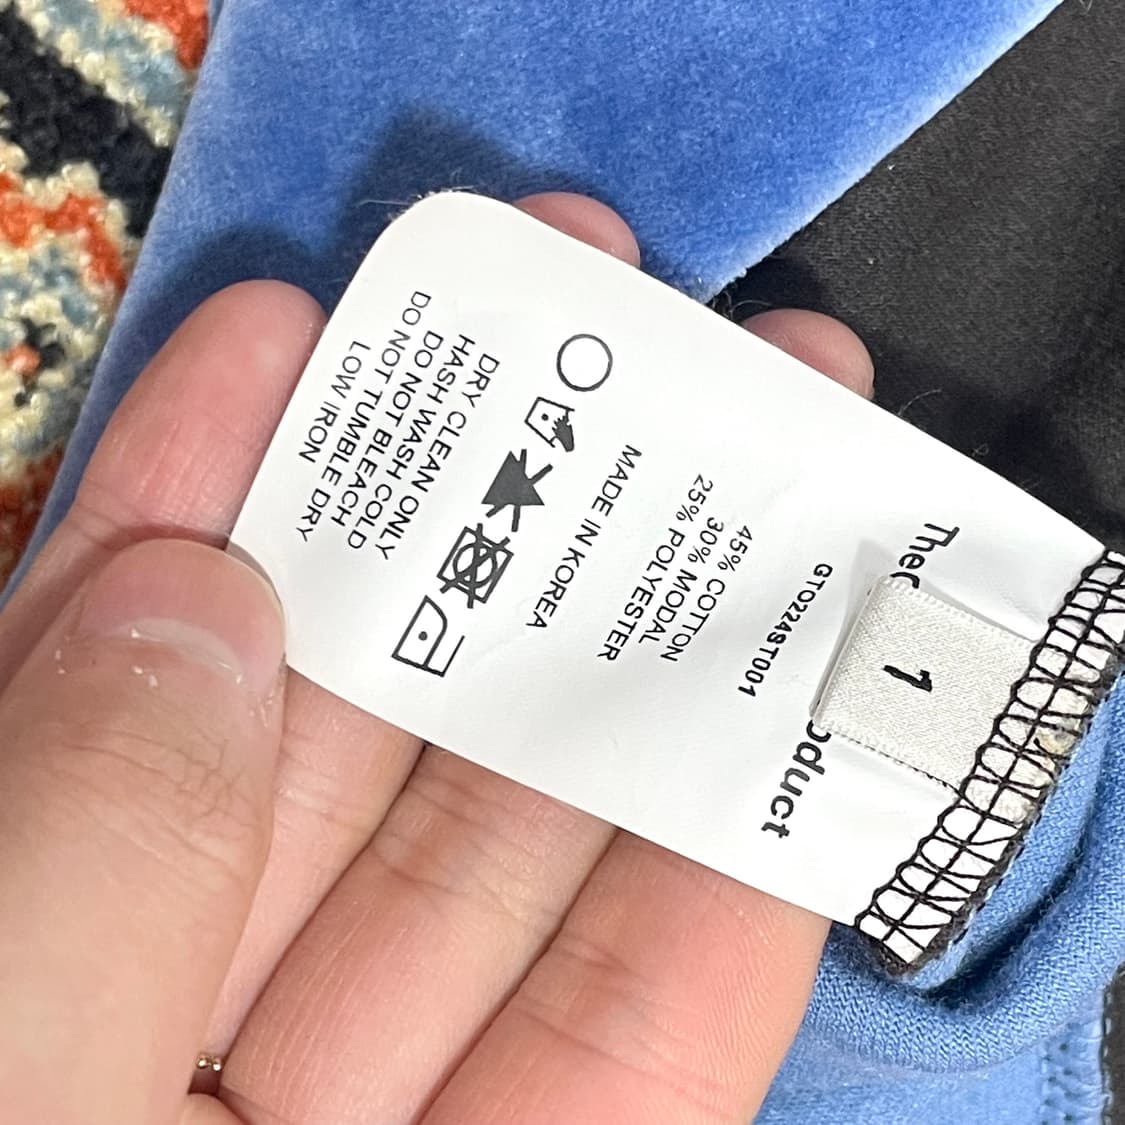 The
1
oduct
GT0224ST001
45% COTTON
30% MODAL
25% POLYESTER
MADE IN KOREA
DRY CLEAN ONLY
HASH WASH COLD
DO NOT BLEACH
DO NOT TUMBLE DRY
LOW IRON